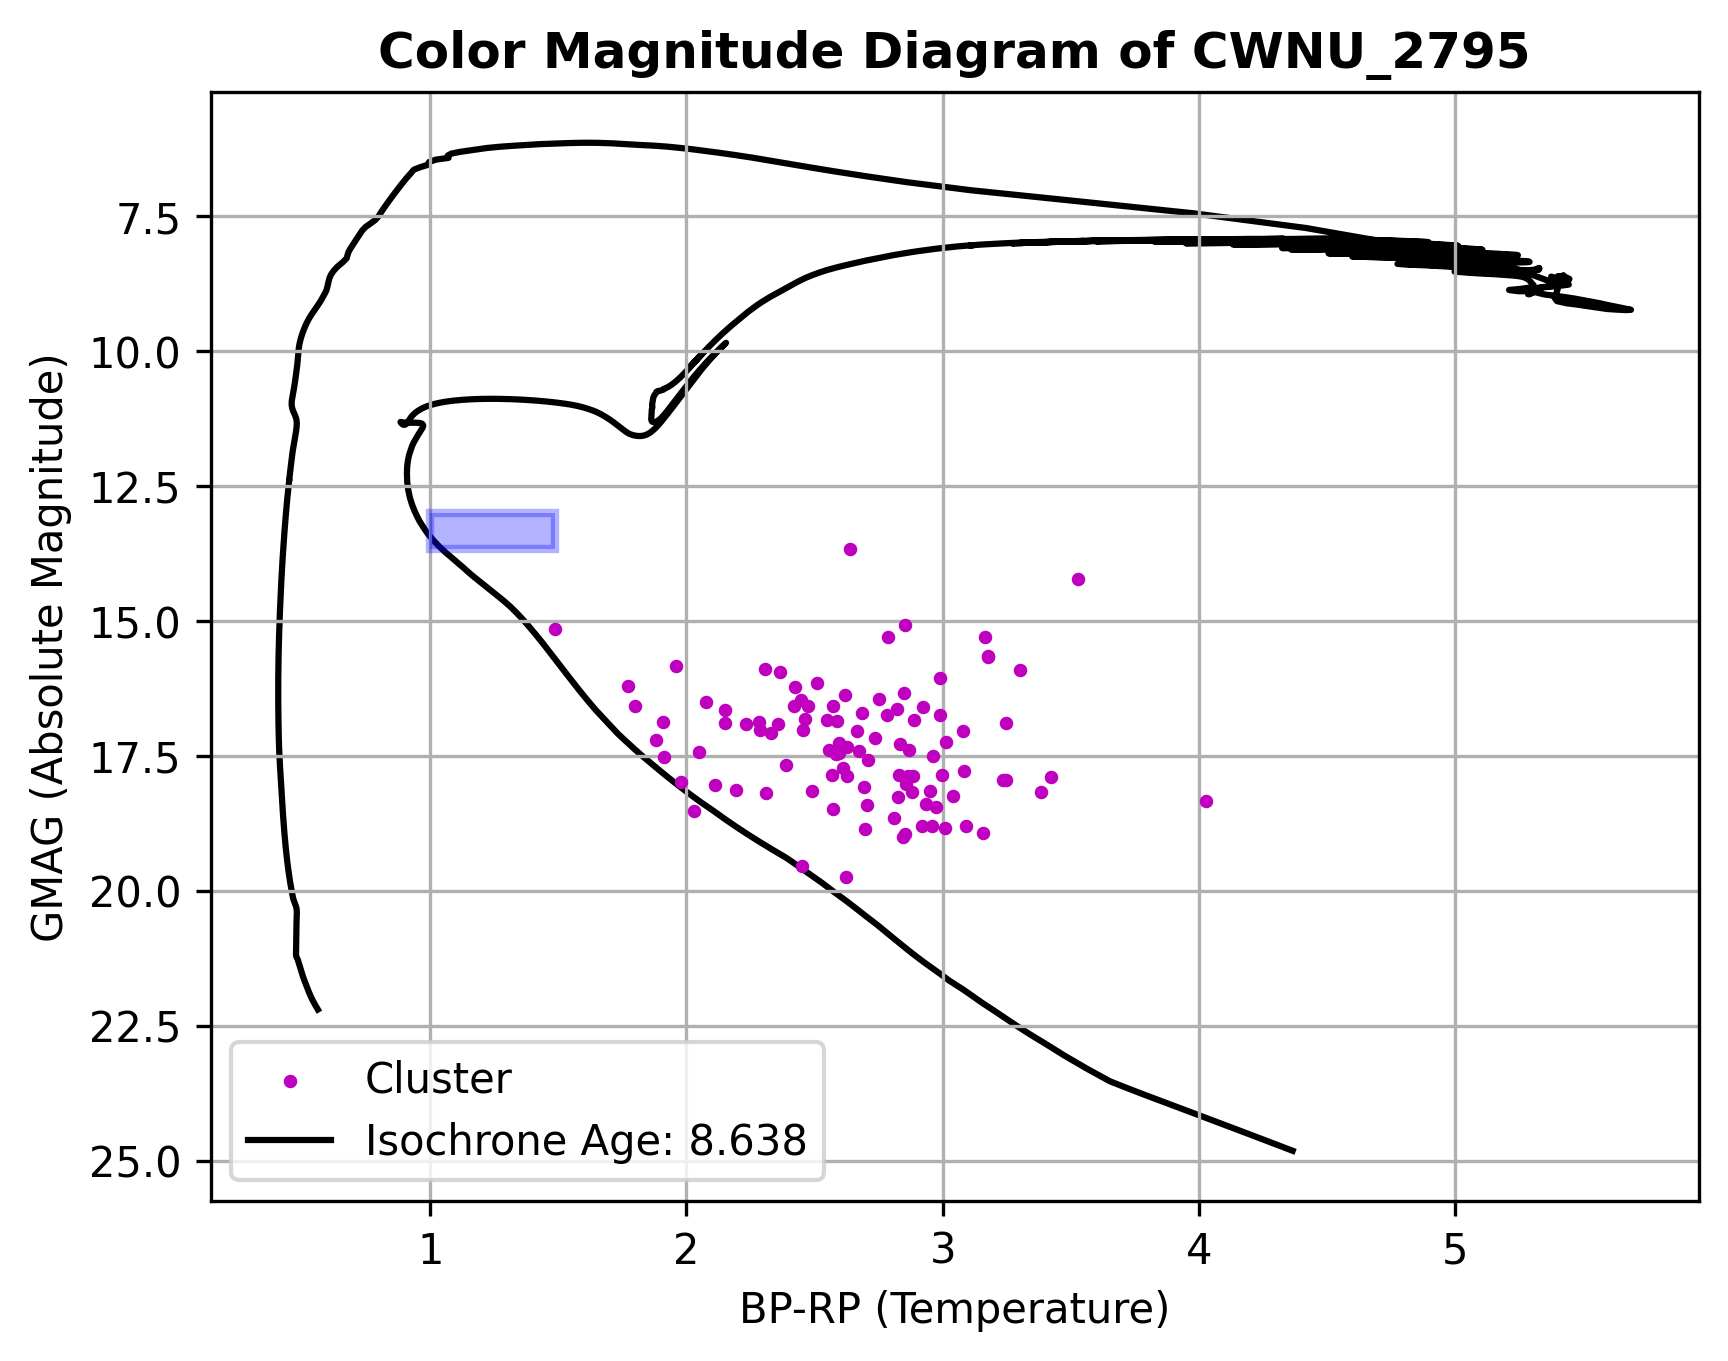 Color Magnitude Diagram of CWNU_2795
GMAG (Absolute Magnitude)
7.5
10.0
12.5
15.0
17.5
20.0
22.5
25.0
Cluster
Isochrone Age: 8.638
1 2 3 4 5
BP-RP (Temperature)